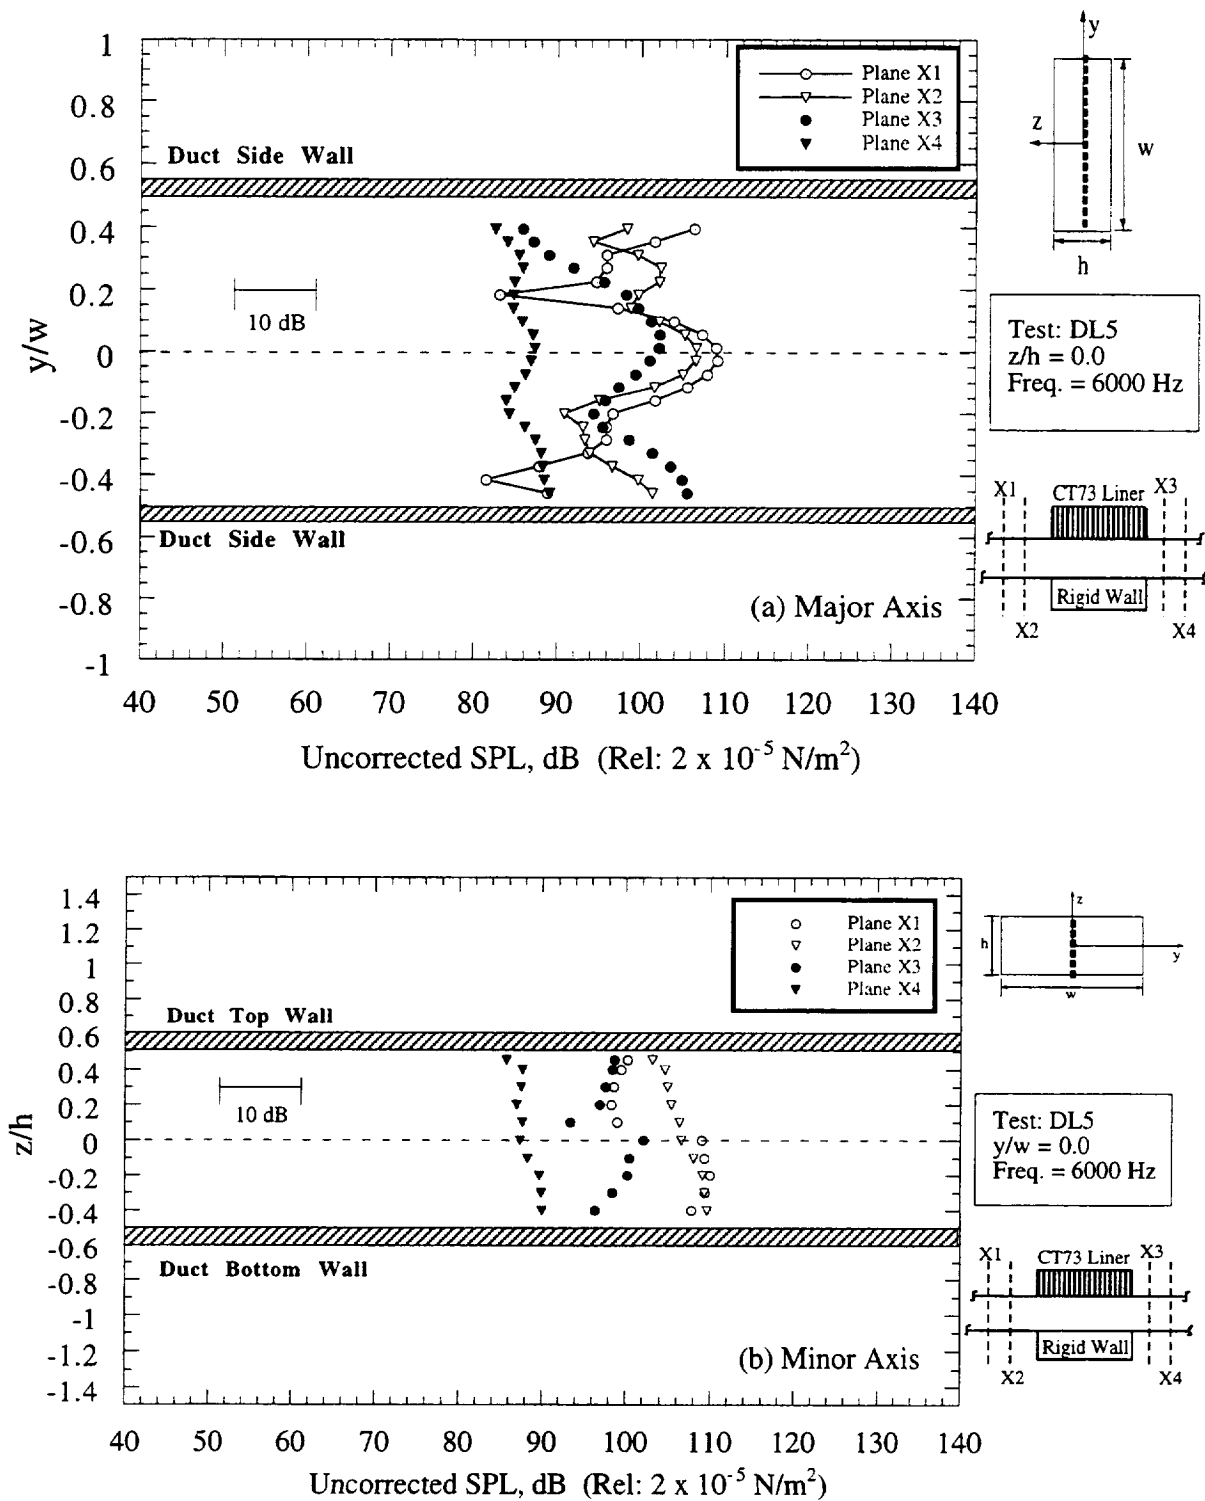 1
0.8
0.6
0.4
0.2
0
-0.2
-0.4
-0.6
-0.8
-1
y/w
Plane X1
Plane X2
Plane X3
Plane X4
Duct Side Wall
10 dB
Duct Side Wall
(a) Major Axis
40 50 60 70 80 90 100 110 120 130 140
Uncorrected SPL, dB (Rel: 2 x 10⁻⁵ N/m²)
y
z
w
h
Test: DL5
z/h = 0.0
Freq. = 6000 Hz
X1 CT73 Liner X3
Rigid Wall
X2 X4
1.4
1.2
1
0.8
0.6
0.4
0.2
0
-0.2
-0.4
-0.6
-0.8
-1
-1.2
-1.4
z/h
Plane X1
Plane X2
Plane X3
Plane X4
Duct Top Wall
10 dB
Duct Bottom Wall
(b) Minor Axis
40 50 60 70 80 90 100 110 120 130 140
Uncorrected SPL, dB (Rel: 2 x 10⁻⁵ N/m²)
z
h
y
w
Test: DL5
y/w = 0.0
Freq. = 6000 Hz
X1 CT73 Liner X3
Rigid Wall
X2 X4